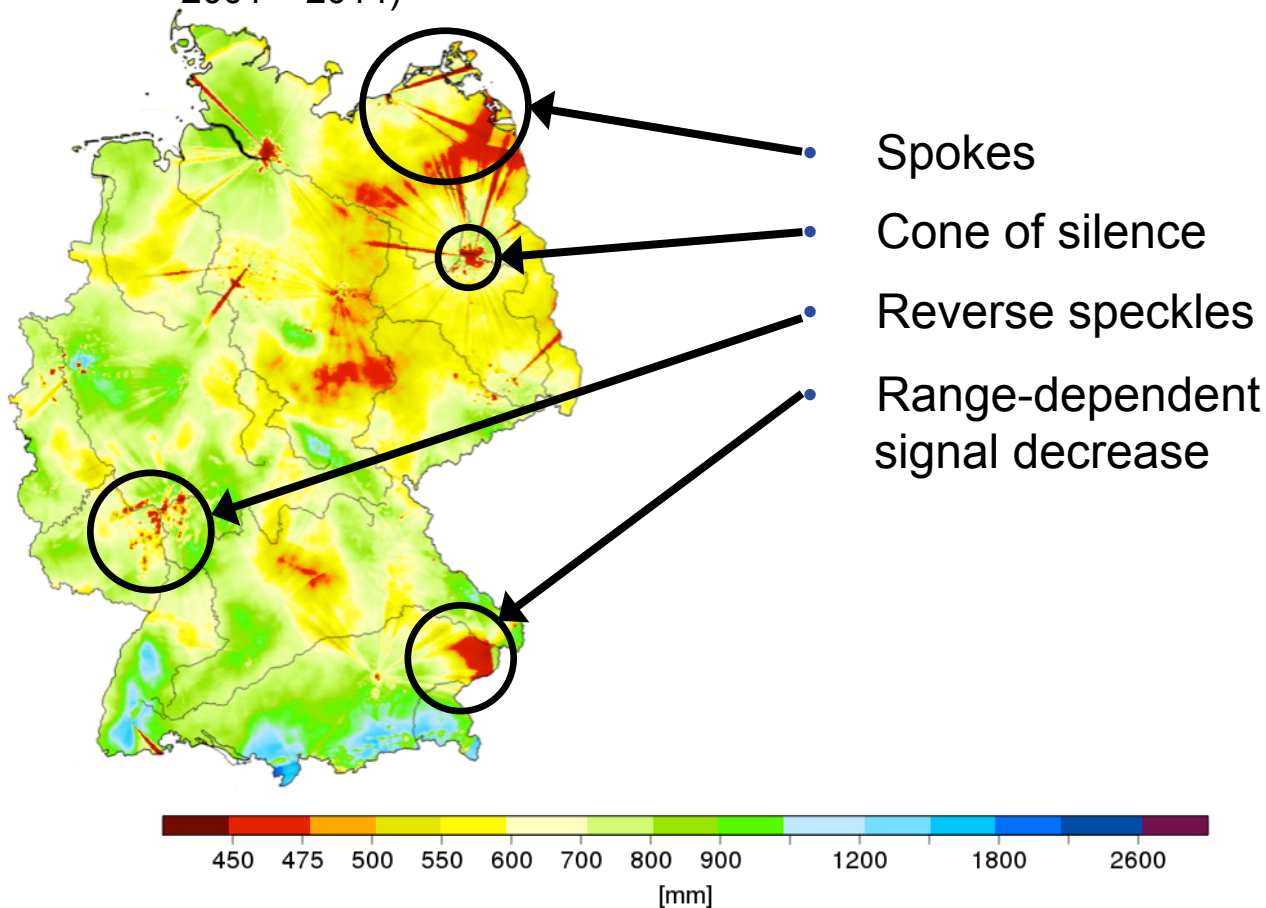 • Spokes
• Cone of silence
• Reverse speckles
• Range-dependent
signal decrease
450 475 500 550 600 700 800 900 1200 1800 2600
[mm]